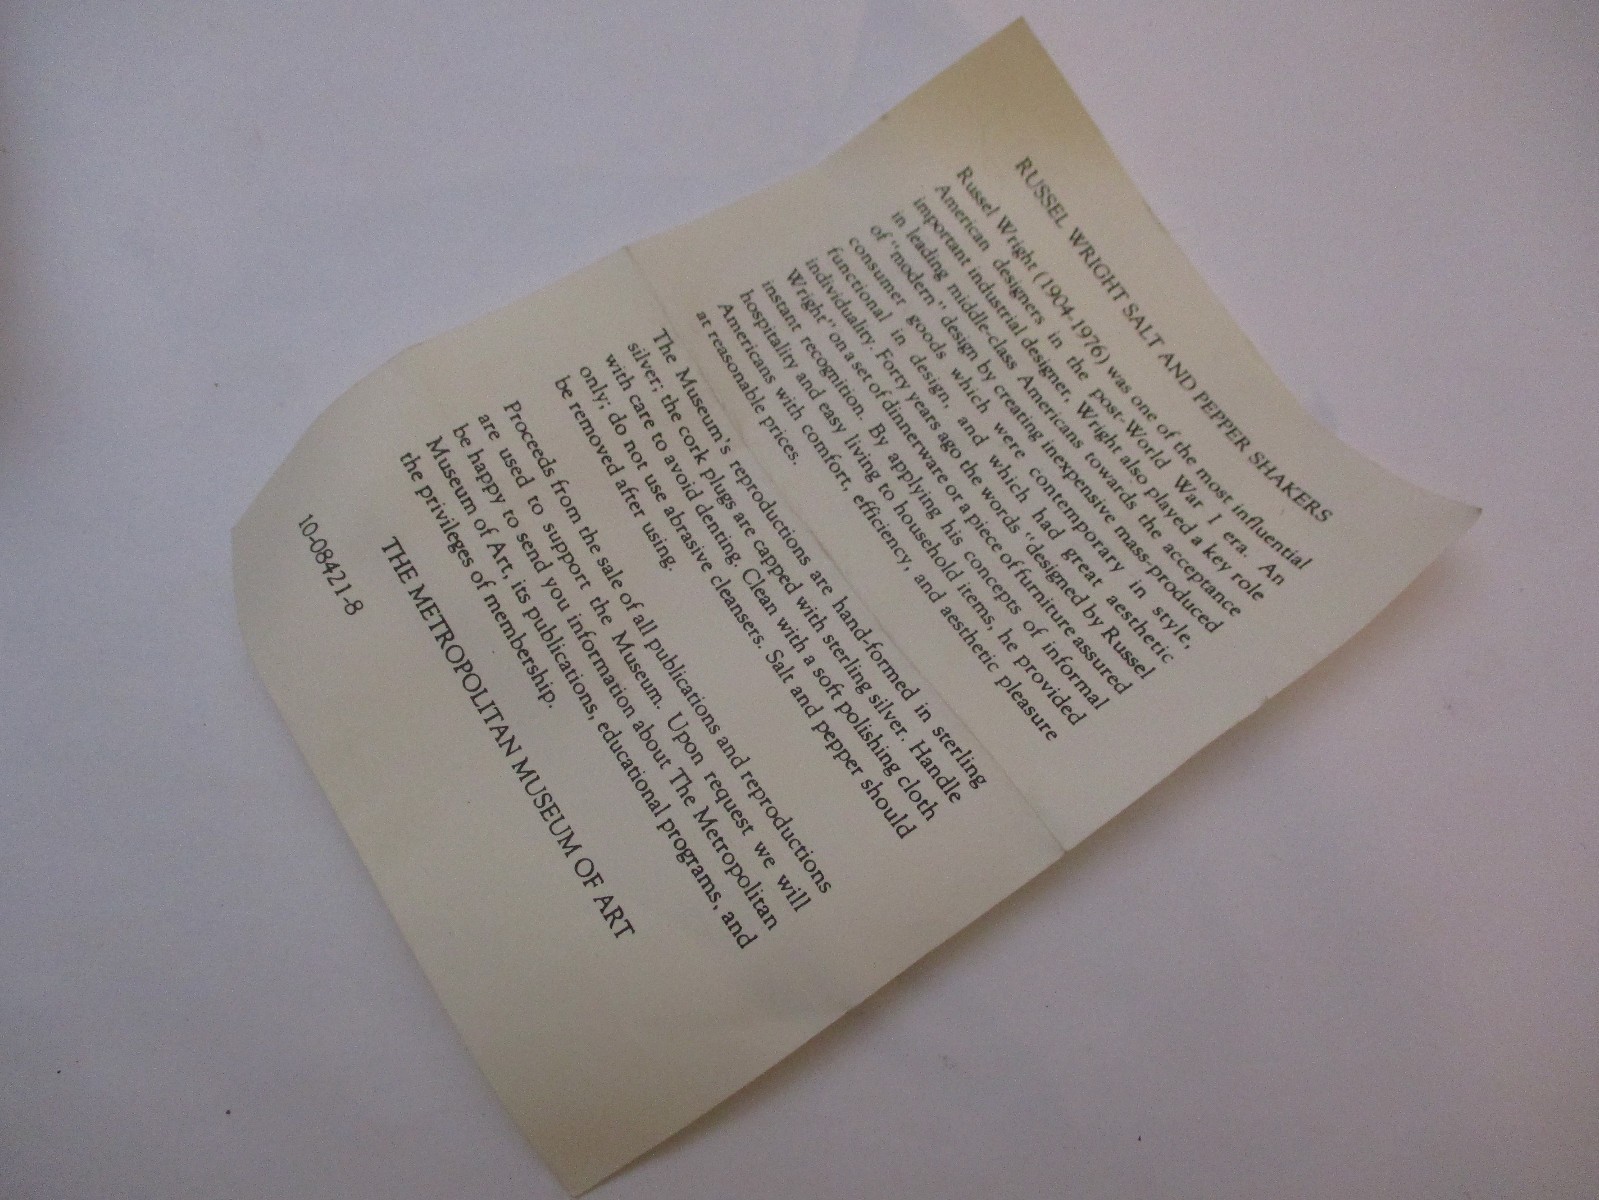 RUSSEL WRIGHT SALT AND PEPPER SHAKERS
Russel Wright (1904-1976) was one of the most influential
American designers in the post-World War I era. An
important industrial designer, Wright also played a key role
in leading middle-class Americans towards the acceptance
of "modern" design by creating inexpensive mass-produced
consumer goods which were contemporary in style,
functional in design, and which had great aesthetic
individuality. Forty years ago the words "designed by Russel
Wright" on a set of dinnerware or a piece of furniture assured
instant recognition. By applying his concepts of informal
hospitality and easy living to household items, he provided
Americans with comfort, efficiency, and aesthetic pleasure
at reasonable prices.
The Museum's reproductions are hand-formed in sterling
silver; the cork plugs are capped with sterling silver. Handle
with care to avoid denting. Clean with a soft polishing cloth
only; do not use abrasive cleansers. Salt and pepper should
be removed after using.
Proceeds from the sale of all publications and reproductions
are used to support the Museum. Upon request we will
be happy to send you information about The Metropolitan
Museum of Art, its publications, educational programs, and
the privileges of membership.
THE METROPOLITAN MUSEUM OF ART
10-08421-8